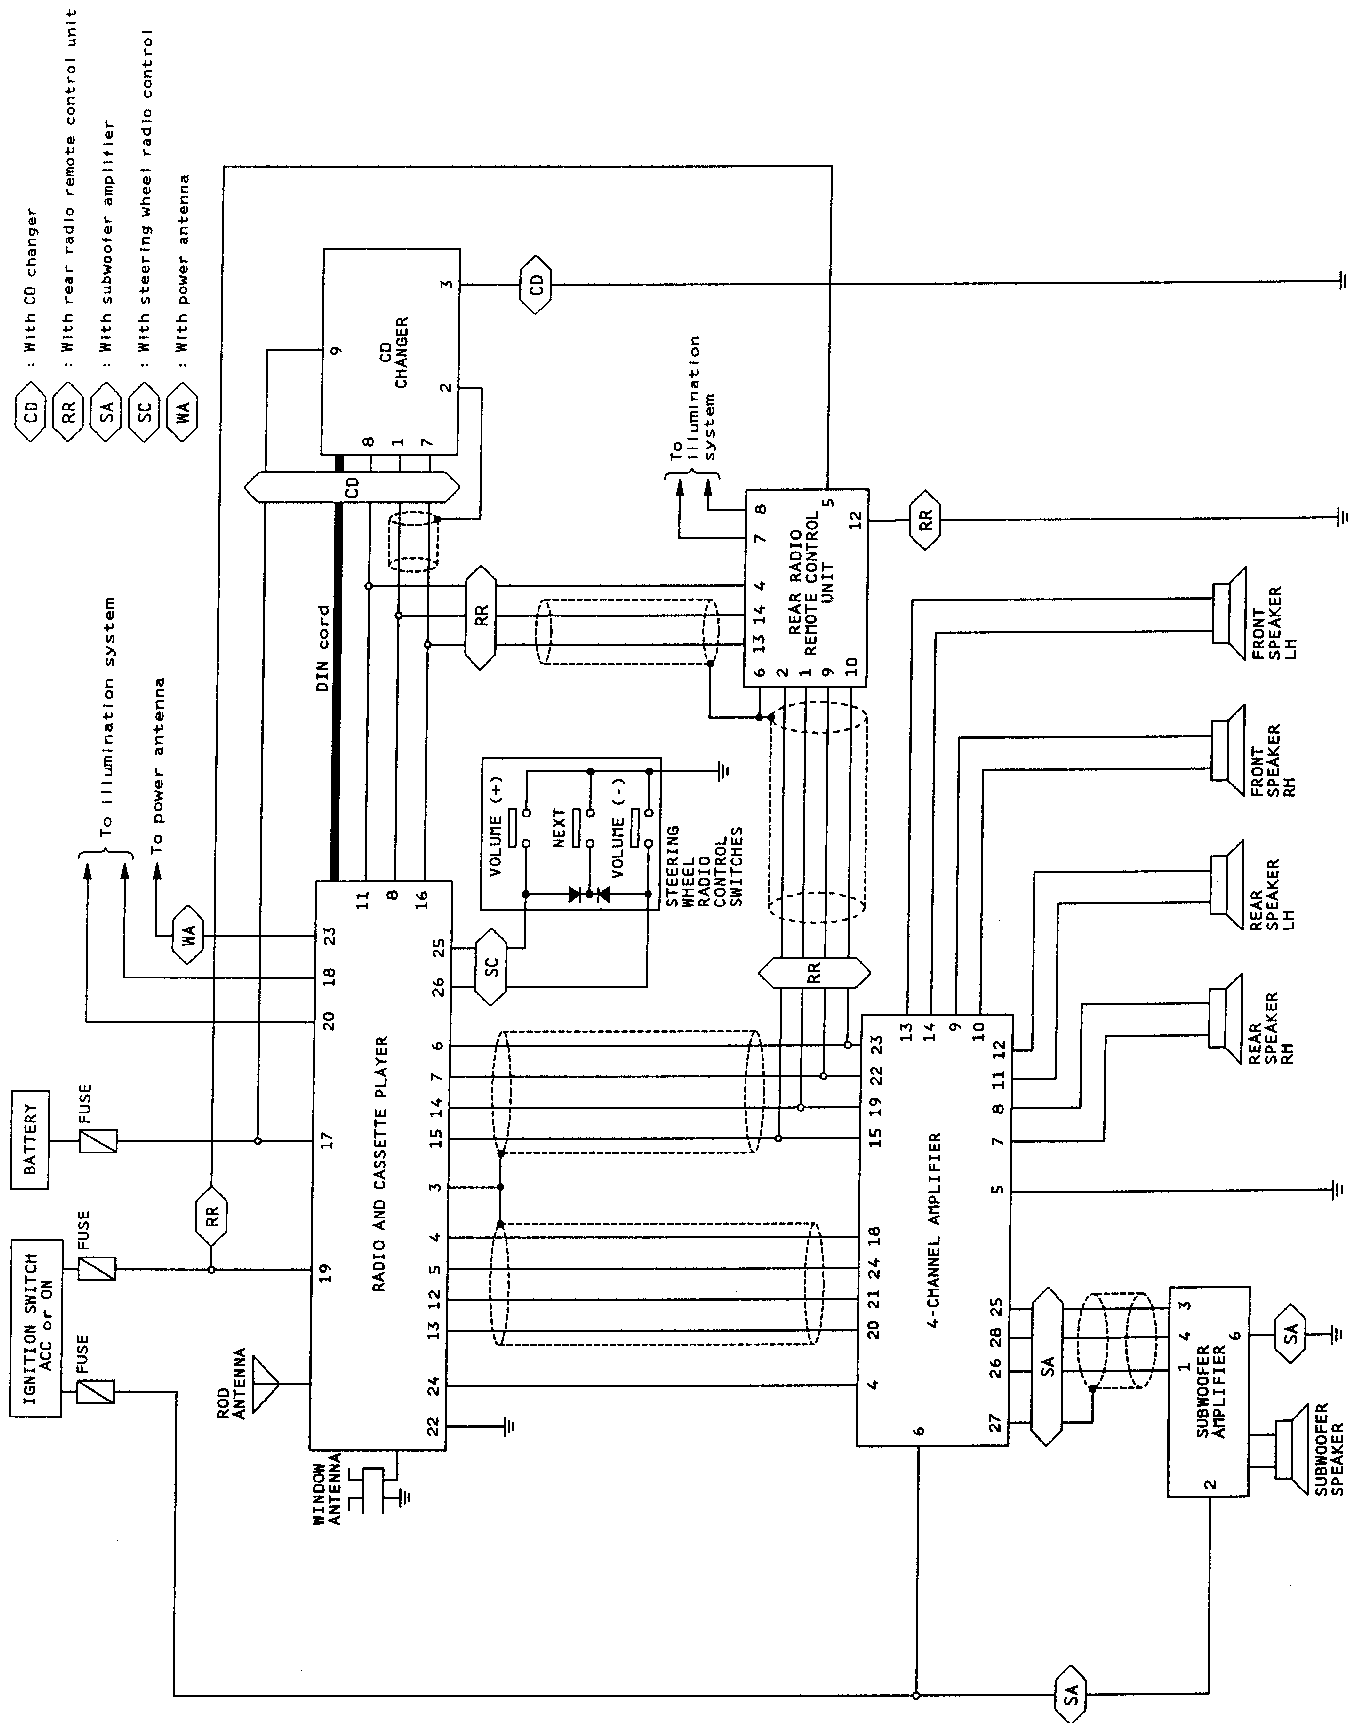 CD : With CD changer
RR : With rear radio remote control unit
SA : With subwoofer amplifier
SC : With steering wheel radio control
WA : With power antenna
IGNITION SWITCH
ACC or ON
BATTERY
FUSE
FUSE
FUSE
To illumination system
To power antenna
WA
RR
ROD
ANTENNA
WINDOW
ANTENNA
RADIO AND CASSETTE PLAYER
19
17
20
18
23
11
8
16
22
24
13
12
5
4
3
15
14
7
6
26
25
DIN cord
CD
CD
CHANGER
9
8
1
7
2
3
CD
RR
SC
VOLUME (+)
NEXT
VOLUME (-)
STEERING
WHEEL
RADIO
CONTROL
SWITCHES
To
illumination
system
REAR RADIO
REMOTE CONTROL
UNIT
13
14
4
7
8
6
2
1
9
10
5
12
RR
RR
4-CHANNEL AMPLIFIER
4
20
21
24
18
15
19
22
23
6
13
14
9
10
27
26
28
25
5
7
8
11
12
SA
SUBWOOFER
AMPLIFIER
1
4
3
2
6
SA
SA
SUBWOOFER
SPEAKER
REAR
SPEAKER
RH
REAR
SPEAKER
LH
FRONT
SPEAKER
RH
FRONT
SPEAKER
LH